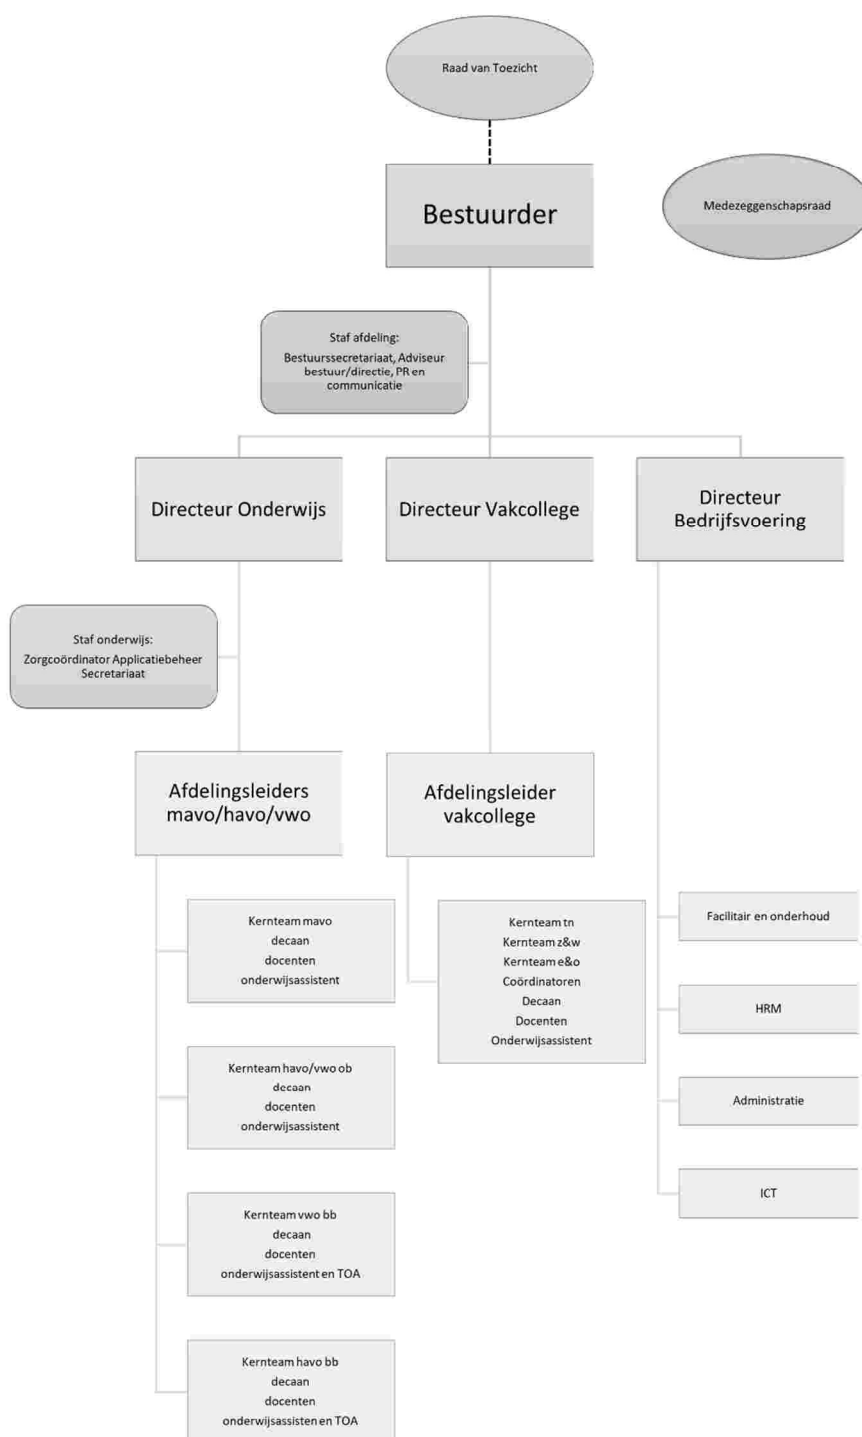 Raad van Toezicht
Bestuurder
Medezeggenschapsraad
Staf afdeling:
Bestuurssecretariaat, Adviseur
bestuur/directie, PR en
communicatie
Directeur Onderwijs
Directeur Vakcollege
Directeur
Bedrijfsvoering
Staf onderwijs:
Zorgcoördinator Applicatiebeheer
Secretariaat
Afdelingsleiders
mavo/havo/vwo
Afdelingsleider
vakcollege
Kernteam mavo
decaan
docenten
onderwijsassistent
Kernteam havo/vwo ob
decaan
docenten
onderwijsassistent
Kernteam vwo bb
decaan
docenten
onderwijsassistent en TOA
Kernteam havo bb
decaan
docenten
onderwijsassisten en TOA
Kernteam tn
Kernteam z&w
Kernteam e&o
Coördinatoren
Decaan
Docenten
Onderwijsassistent
Facilitair en onderhoud
HRM
Administratie
ICT